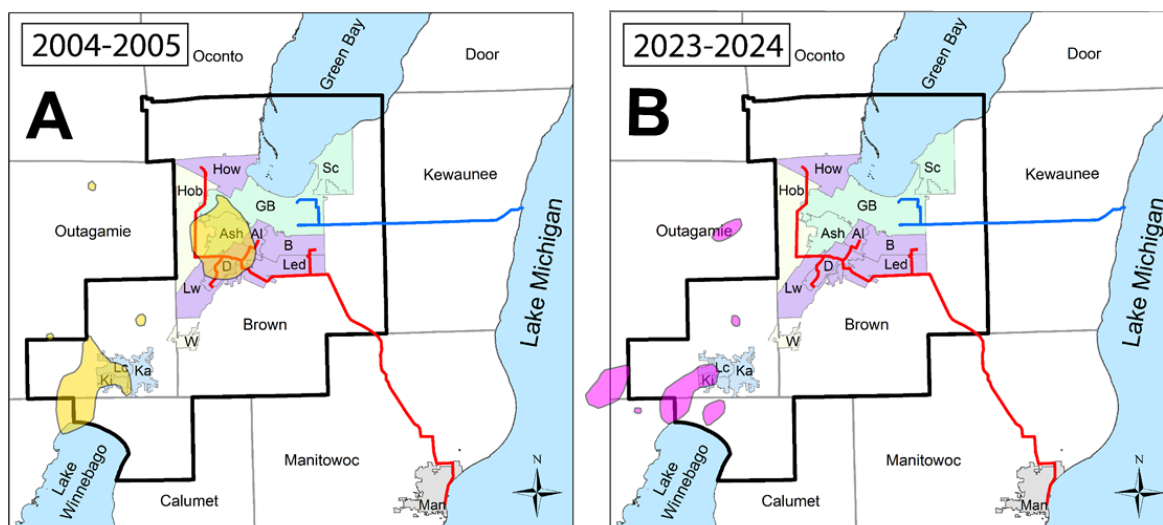 2004-2005
Oconto
Green Bay
Door
A
How
Sc
Hob
GB
Kewaunee
Outagamie
Ash
Al
B
D
Led
Lw
Lake Michigan
Brown
W
Lc
Ka
Ki
Manitowoc
Lake
Winnebago
Calumet
Man
N
2023-2024
Oconto
Green Bay
Door
B
How
Sc
Hob
GB
Kewaunee
Outagamie
Ash
Al
B
D
Led
Lw
Lake Michigan
Brown
W
Lc
Ka
Ki
Manitowoc
Lake
Winnebago
Calumet
Man
N